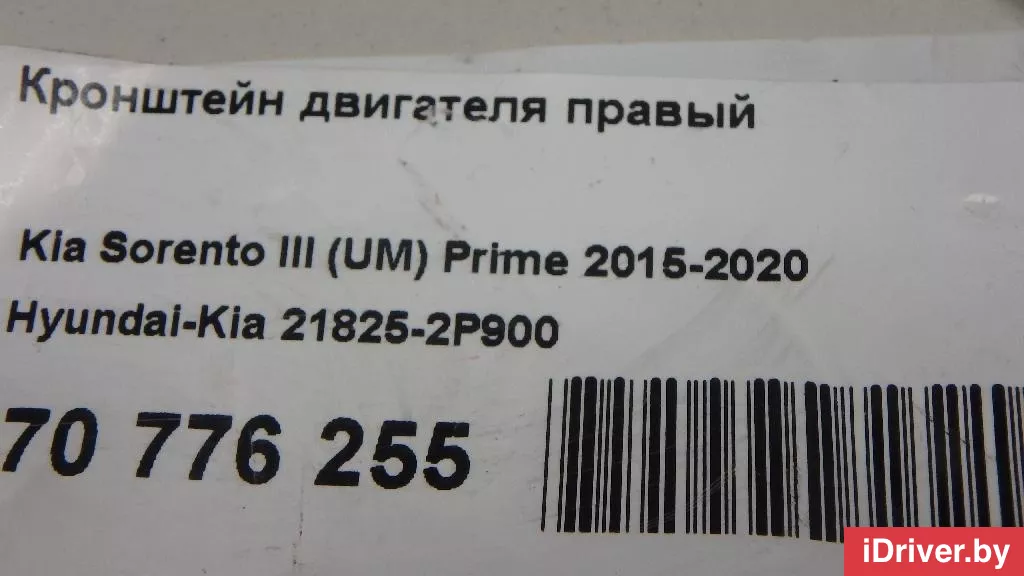 Кронштейн двигателя правый
Kia Sorento III (UM) Prime 2015-2020
Hyundai-Kia 21825-2P900
70 776 255
iDriver.by